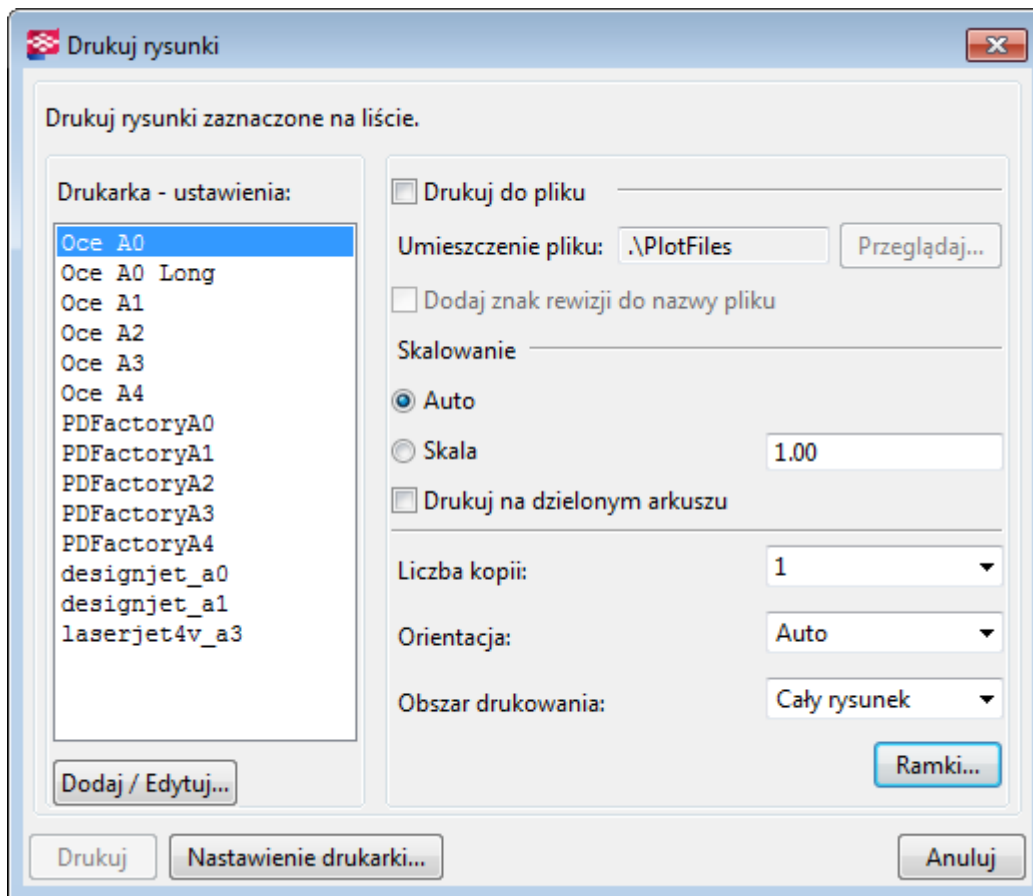 Drukuj rysunki
Drukuj rysunki zaznaczone na liście.
Drukarka - ustawienia:
Oce A0
Oce A0 Long
Oce A1
Oce A2
Oce A3
Oce A4
PDFactoryA0
PDFactoryA1
PDFactoryA2
PDFactoryA3
PDFactoryA4
designjet_a0
designjet_a1
laserjet4v_a3
Dodaj / Edytuj...
Drukuj do pliku
Umieszczenie pliku: .\PlotFiles Przeglądaj...
Dodaj znak rewizji do nazwy pliku
Skalowanie
Auto
Skala 1.00
Drukuj na dzielonym arkuszu
Liczba kopii: 1
Orientacja: Auto
Obszar drukowania: Cały rysunek
Ramki...
Drukuj Nastawienie drukarki... Anuluj